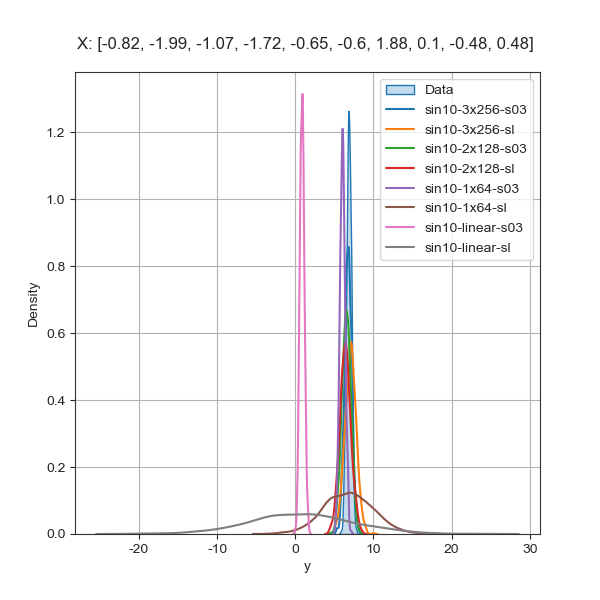 X: [-0.82, -1.99, -1.07, -1.72, -0.65, -0.6, 1.88, 0.1, -0.48, 0.48]
Data
sin10-3x256-s03
sin10-3x256-sl
sin10-2x128-s03
sin10-2x128-sl
sin10-1x64-s03
sin10-1x64-sl
sin10-linear-s03
sin10-linear-sl
Density
1.2
1.0
0.8
0.6
0.4
0.2
0.0
-20 -10 0 10 20 30
y